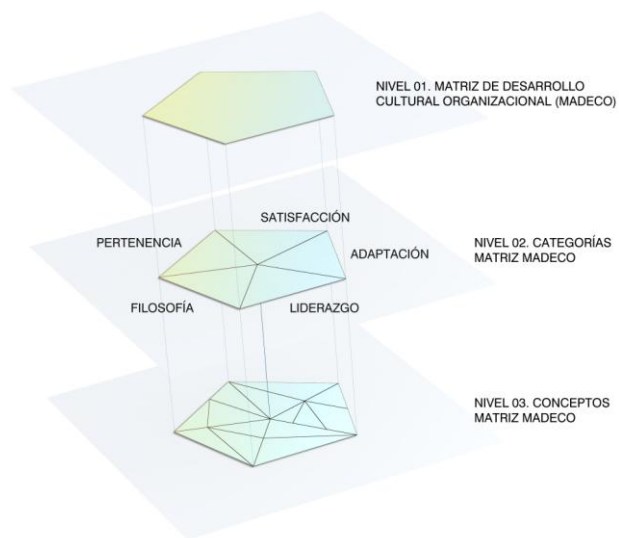 NIVEL 01. MATRIZ DE DESARROLLO
CULTURAL ORGANIZACIONAL (MADECO)
SATISFACCIÓN
PERTENENCIA
ADAPTACIÓN
NIVEL 02. CATEGORÍAS
MATRIZ MADECO
FILOSOFÍA
LIDERAZGO
NIVEL 03. CONCEPTOS
MATRIZ MADECO